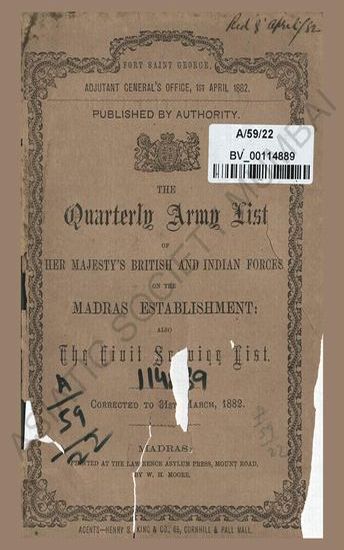 Recd 8 April/82
FORT SAINT GEORGE,
ADJUTANT GENERAL'S OFFICE, 1ST APRIL, 1882.
PUBLISHED BY AUTHORITY.
A/59/22
BV_00114889
THE
Quarterly Army List
OF
HER MAJESTY'S BRITISH AND INDIAN FORCES
ON THE
MADRAS ESTABLISHMENT:
ALSO
The Civil Service List.
114889
A/59/22
CORRECTED TO 31ST MARCH, 1882.
MADRAS:
PRINTED AT THE LAWRENCE ASYLUM PRESS, MOUNT ROAD,
BY W. H. MOORE.
AGENTS—HENRY S. KING & CO., 65, CORNHILL & PALL MALL.
ASIATIC SOCIETY MUMBAI